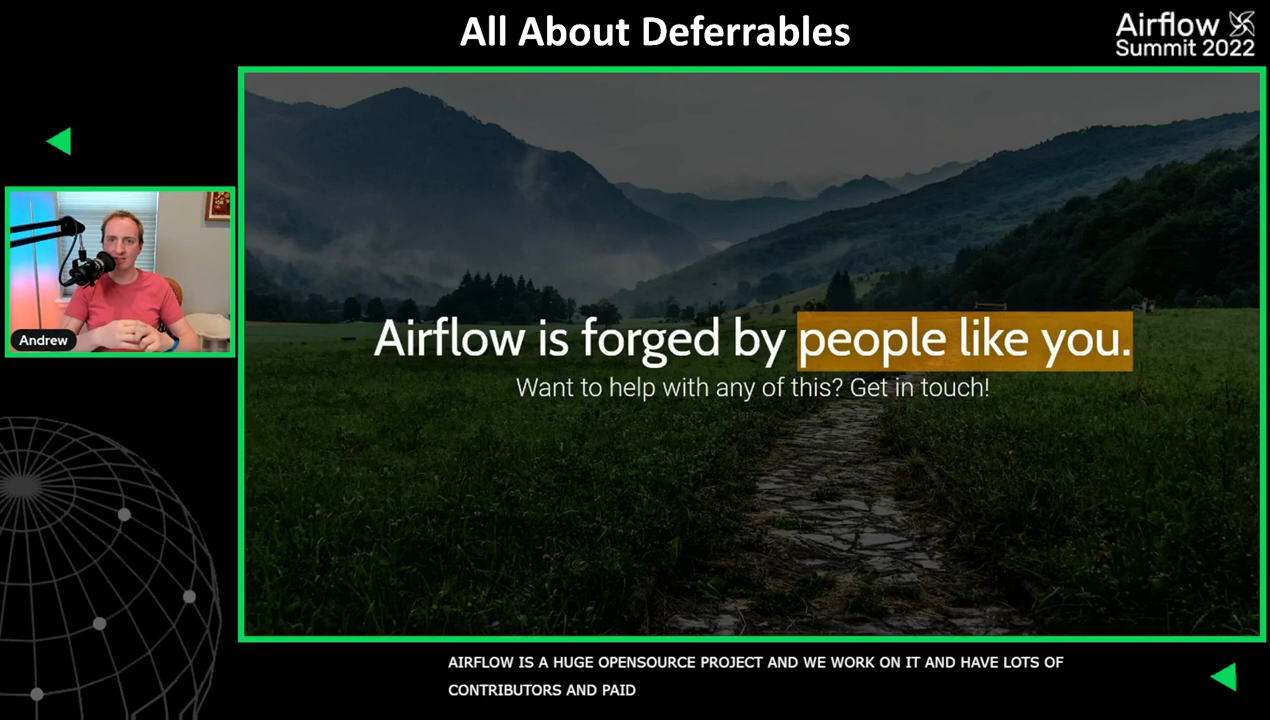 All About Deferrables
Airflow
Summit 2022
Andrew
Airflow is forged by people like you.
Want to help with any of this? Get in touch!
AIRFLOW IS A HUGE OPENSOURCE PROJECT AND WE WORK ON IT AND HAVE LOTS OF
CONTRIBUTORS AND PAID